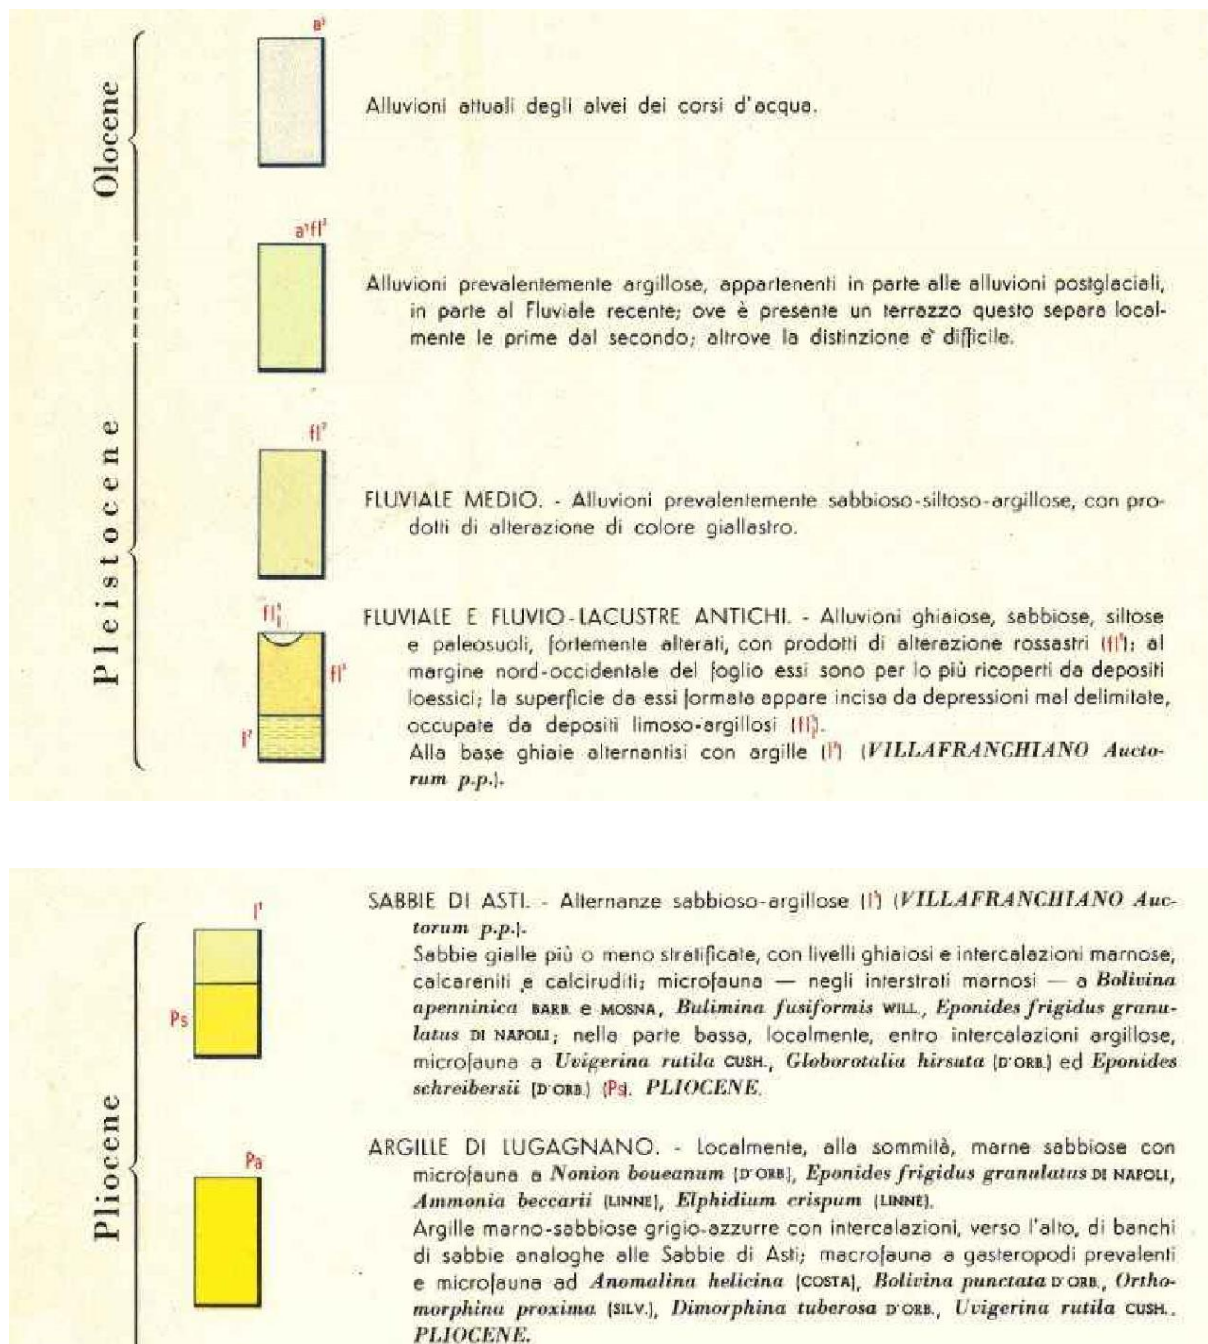 a³
Olocene
Alluvioni attuali degli alvei dei corsi d'acqua.
a¹fl³
Alluvioni prevalentemente argillose, appartenenti in parte alle alluvioni postglaciali,
in parte al Fluviale recente; ove è presente un terrazzo questo separa local-
mente le prime dal secondo; altrove la distinzione e' difficile.
Pleistocene
fl²
FLUVIALE MEDIO. - Alluvioni prevalentemente sabbioso-siltoso-argillose, con pro-
dotti di alterazione di colore giallastro.
fl¹₁
fl¹
l²
FLUVIALE E FLUVIO-LACUSTRE ANTICHI. - Alluvioni ghiaiose, sabbiose, siltose
e paleosuoli, fortemente alterati, con prodotti di alterazione rossastri (fl¹); al
margine nord-occidentale del foglio essi sono per lo più ricoperti da depositi
loessici; la superficie da essi formata appare incisa da depressioni mal delimitate,
occupate da depositi limoso-argillosi (fl¹₁).
Alla base ghiaie alternantisi con argille (l²) (VILLAFRANCHIANO Aucto-
rum p.p.).
Pliocene
l¹
Ps
SABBIE DI ASTI. - Alternanze sabbioso-argillose (l¹) (VILLAFRANCHIANO Auc-
torum p.p.).
Sabbie gialle più o meno stratificate, con livelli ghiaiosi e intercalazioni marnose,
calcareniti e calciruditi; microfauna — negli interstrati marnosi — a Bolivina
apenninica BARB. e MOSNA, Bulimina fusiformis WILL., Eponides frigidus granu-
latus DI NAPOLI; nella parte bassa, localmente, entro intercalazioni argillose,
microfauna a Uvigerina rutila CUSH., Globorotalia hirsuta (D'ORB.) ed Eponides
schreibersii (D'ORB.) (Ps). PLIOCENE.
Pa
ARGILLE DI LUGAGNANO. - Localmente, alla sommità, marne sabbiose con
microfauna a Nonion boueanum (D'ORB), Eponides frigidus granulatus DI NAPOLI,
Ammonia beccarii (LINNE), Elphidium crispum (LINNE).
Argille marno-sabbiose grigio-azzurre con intercalazioni, verso l'alto, di banchi
di sabbie analoghe alle Sabbie di Asti; macrofauna a gasteropodi prevalenti
e microfauna ad Anomalina helicina (COSTA), Bolivina punctata D'ORB., Ortho-
morphina proxima (SILV.), Dimorphina tuberosa D'ORB., Uvigerina rutila CUSH..
PLIOCENE.